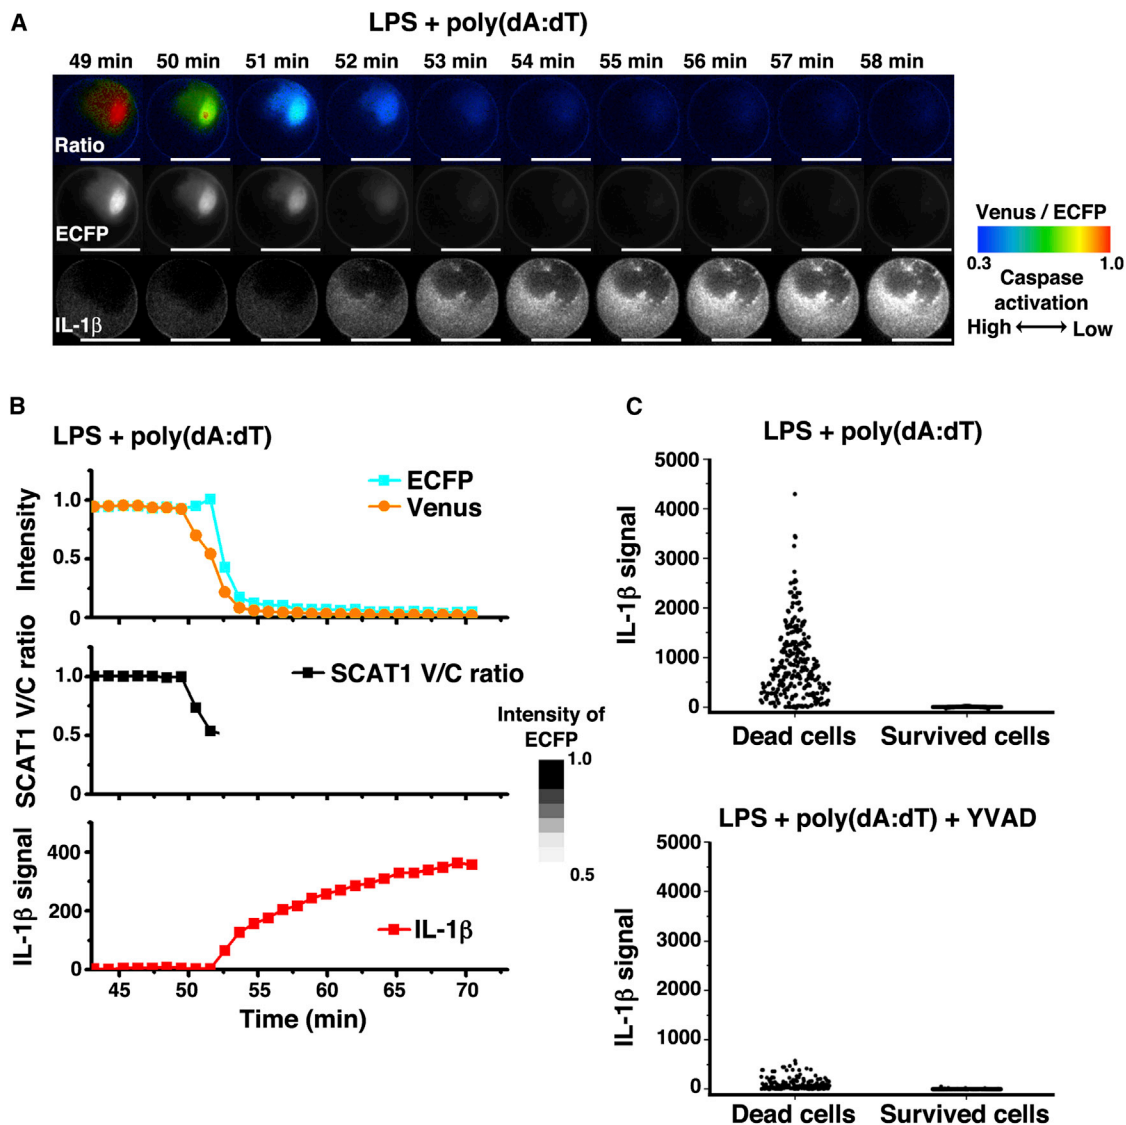 A
LPS + poly(dA:dT)
49 min 50 min 51 min 52 min 53 min 54 min 55 min 56 min 57 min 58 min
Ratio
ECFP
IL-1β
Venus / ECFP
0.3 1.0
Caspase
activation
High Low
B
LPS + poly(dA:dT)
Intensity
1.0
0.5
0
ECFP
Venus
SCAT1 V/C ratio
1.0
0.5
0
SCAT1 V/C ratio
Intensity of
ECFP
1.0
0.5
IL-1β signal
400
200
0
IL-1β
45 50 55 60 65 70
Time (min)
C
LPS + poly(dA:dT)
IL-1β signal
5000
4000
3000
2000
1000
0
Dead cells Survived cells
LPS + poly(dA:dT) + YVAD
IL-1β signal
5000
4000
3000
2000
1000
0
Dead cells Survived cells